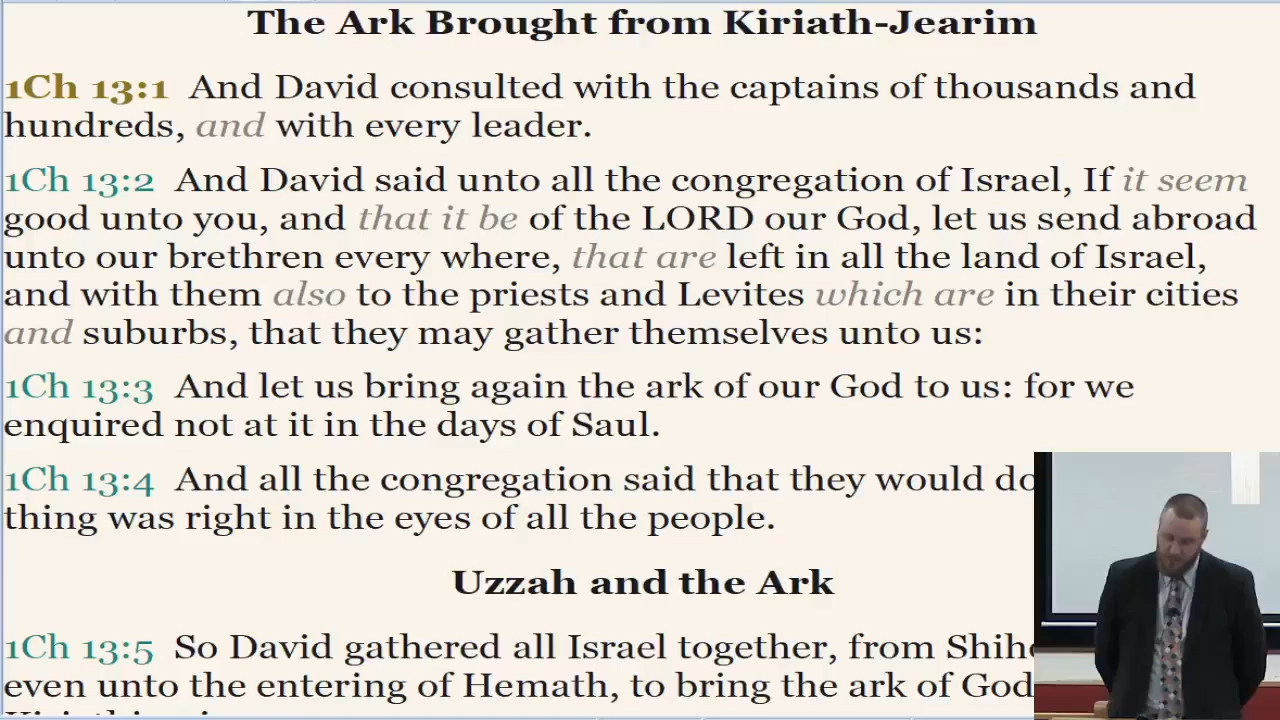 The Ark Brought from Kiriath-Jearim
1Ch 13:1 And David consulted with the captains of thousands and
hundreds, and with every leader.
1Ch 13:2 And David said unto all the congregation of Israel, If it seem
good unto you, and that it be of the LORD our God, let us send abroad
unto our brethren every where, that are left in all the land of Israel,
and with them also to the priests and Levites which are in their cities
and suburbs, that they may gather themselves unto us:
1Ch 13:3 And let us bring again the ark of our God to us: for we
enquired not at it in the days of Saul.
1Ch 13:4 And all the congregation said that they would do
thing was right in the eyes of all the people.
Uzzah and the Ark
1Ch 13:5 So David gathered all Israel together, from
even unto the entering of Hemath, to bring the ark of God